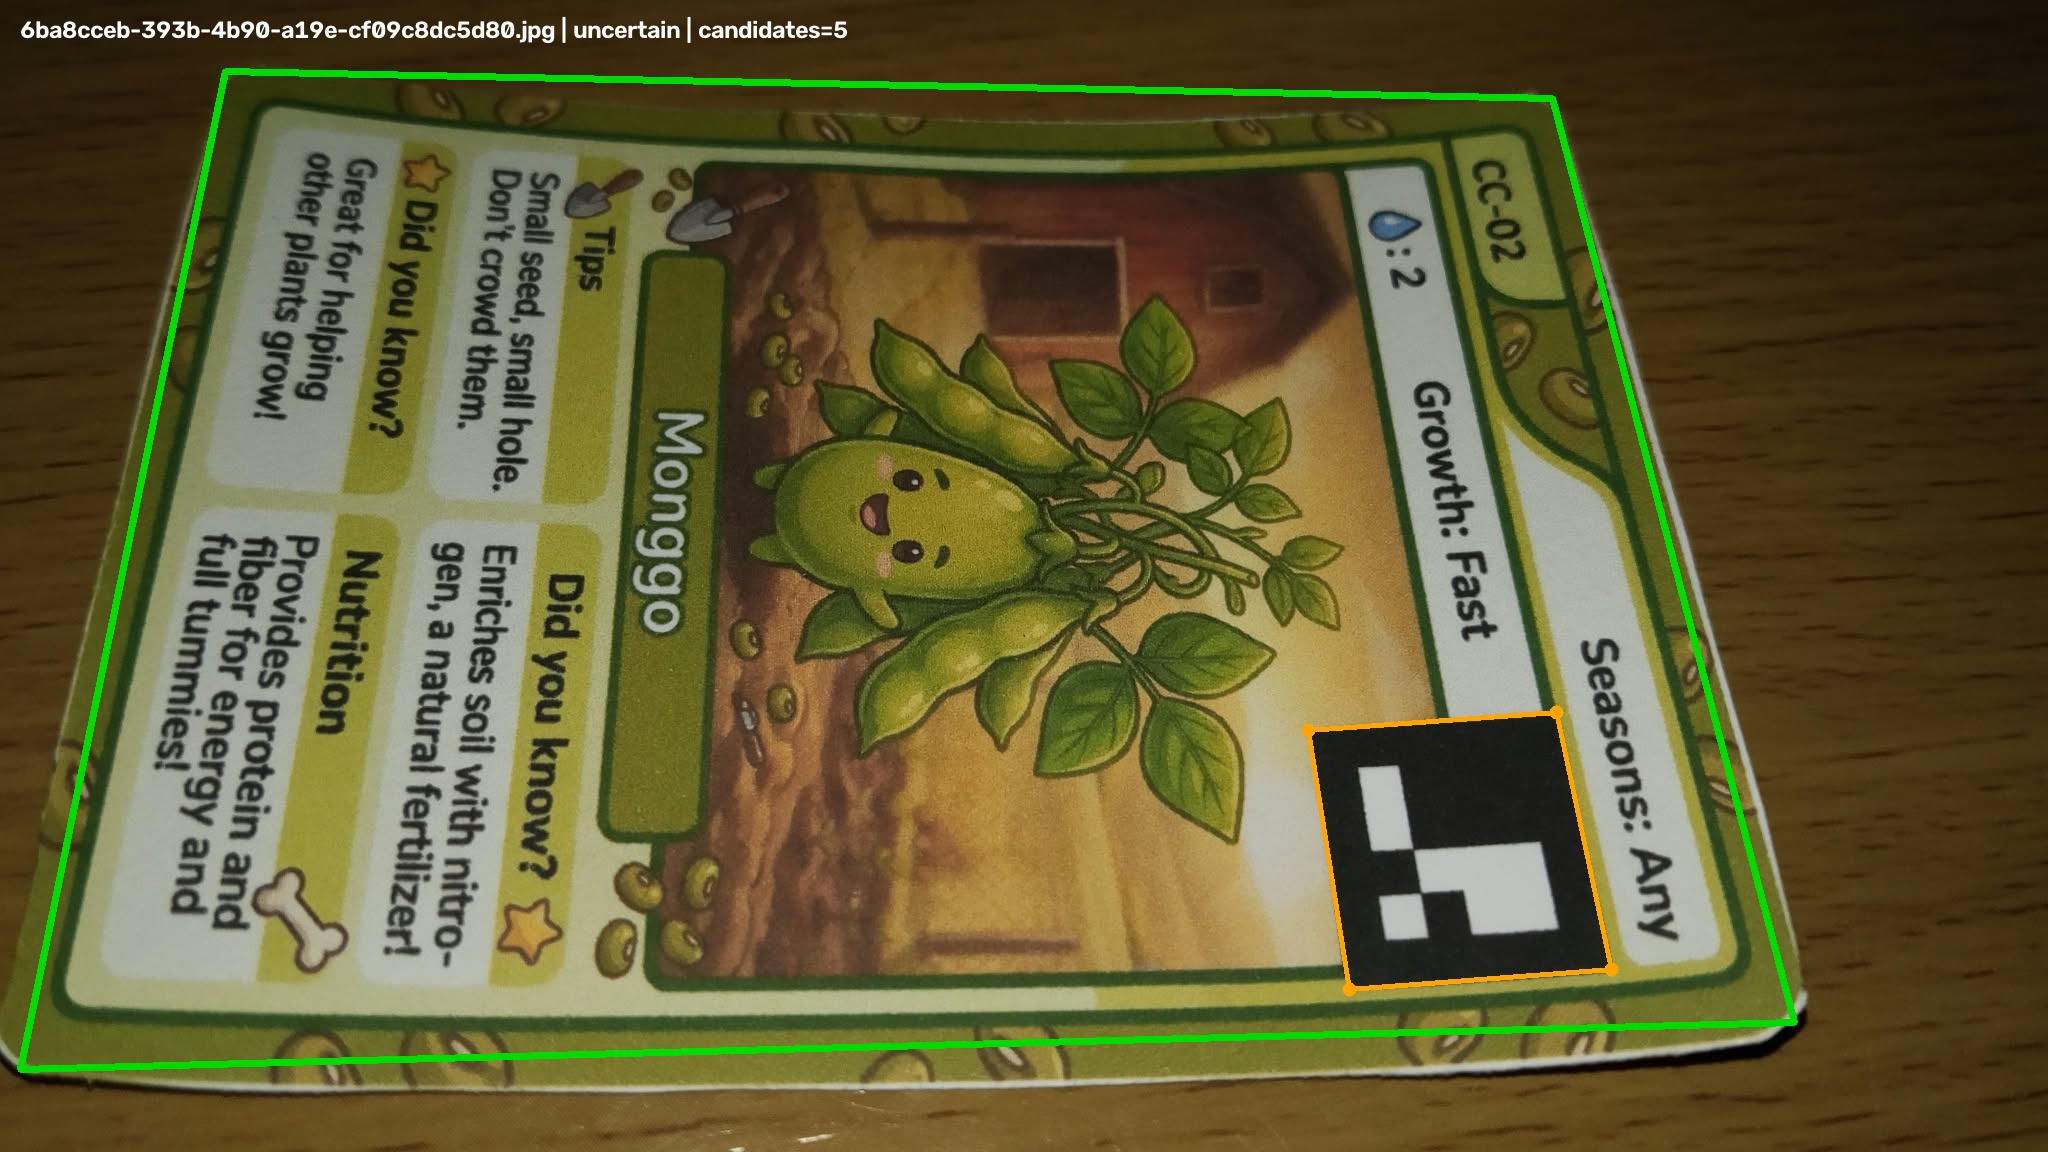 6ba8cceb-393b-4b90-a19e-cf09c8dc5d80.jpg | uncertain | candidates=5
CC-02
Seasons: Any
: 2
Growth: Fast
Monggo
Tips
Small seed, small hole.
Don't crowd them.
Did you know?
Enriches soil with nitro-
gen, a natural fertilizer!
Did you know?
Great for helping
other plants grow!
Nutrition
Provides protein and
fiber for energy and
full tummies!